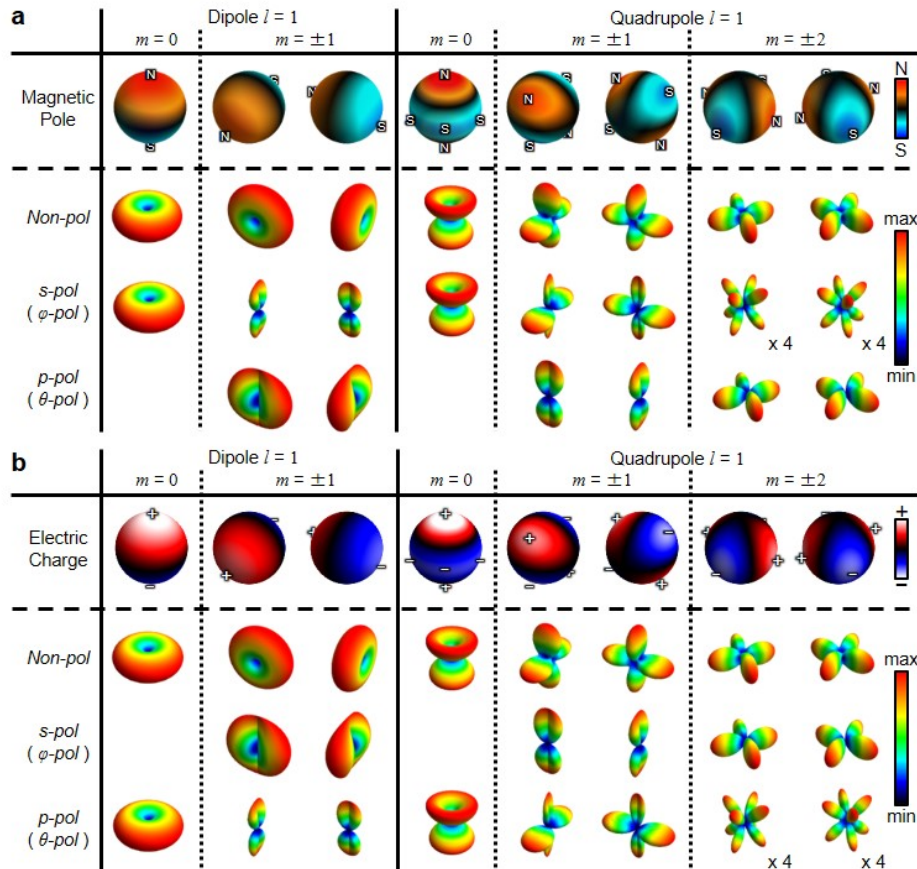 a
Dipole l = 1
Quadrupole l = 1
m = 0
m = ±1
m = 0
m = ±1
m = ±2
Magnetic
Pole
N
S
N
S
N
S
N
S
S
S
N
N
S
N
S
N
N
S
N
N
S
N
S
Non-pol
s-pol
( φ-pol )
x 4
x 4
p-pol
( θ-pol )
max
min
b
Dipole l = 1
Quadrupole l = 1
m = 0
m = ±1
m = 0
m = ±1
m = ±2
Electric
Charge
+
−
+
−
+
−
+
−
−
−
+
+
−
+
−
+
+
−
+
+
−
+
+
−
Non-pol
s-pol
( φ-pol )
p-pol
( θ-pol )
x 4
x 4
max
min